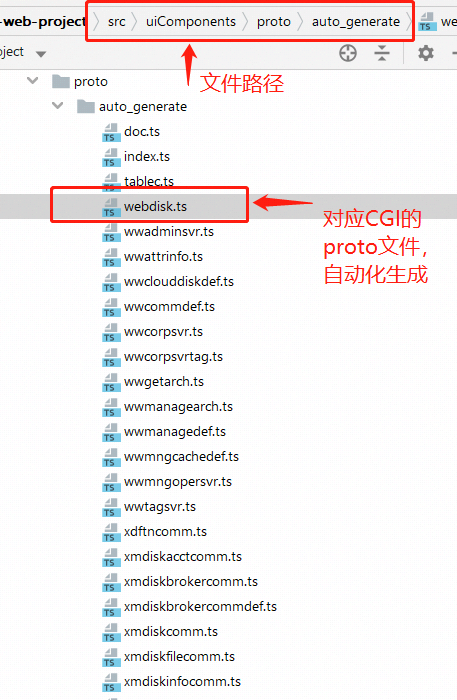 -web-project > src > uiComponents > proto > auto_generate > we
oject
文件路径
proto
auto_generate
TS doc.ts
TS index.ts
TS tablec.ts
TS webdisk.ts
对应CGI的
proto文件，
自动化生成
TS wwadminsvr.ts
TS wwattrinfo.ts
TS wwclouddiskdef.ts
TS wwcommdef.ts
TS wwcorpsvr.ts
TS wwcorpsvrtag.ts
TS wwgetarch.ts
TS wwmanagearch.ts
TS wwmanagedef.ts
TS wwmngcachedef.ts
TS wwmngopersvr.ts
TS wwtagsvr.ts
TS xdftncomm.ts
TS xmdiskacctcomm.ts
TS xmdiskbrokercomm.ts
TS xmdiskbrokercommdef.ts
TS xmdiskcomm.ts
TS xmdiskfilecomm.ts
TS xmdiskinfocomm.ts